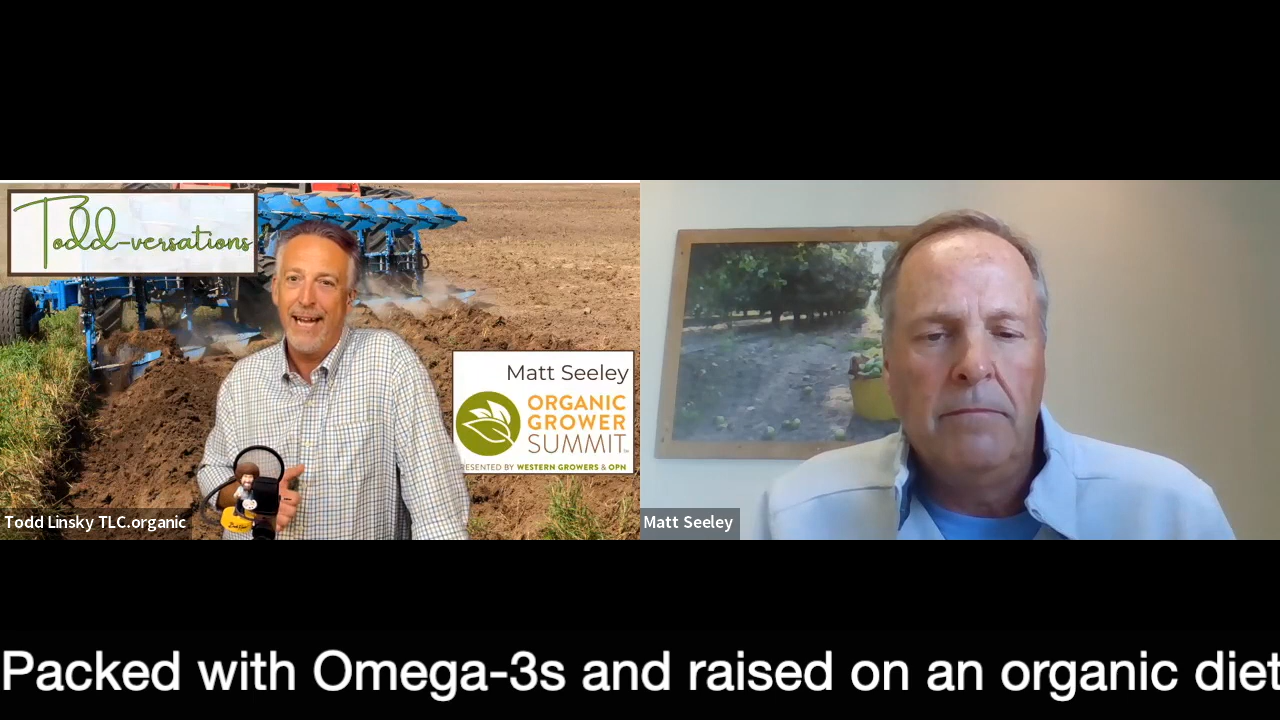 Todd-versations
Matt Seeley
ORGANIC
GROWER
SUMMIT
PRESENTED BY WESTERN GROWERS & OPN
Todd Linsky TLC.organic
Matt Seeley
Packed with Omega-3s and raised on an organic diet